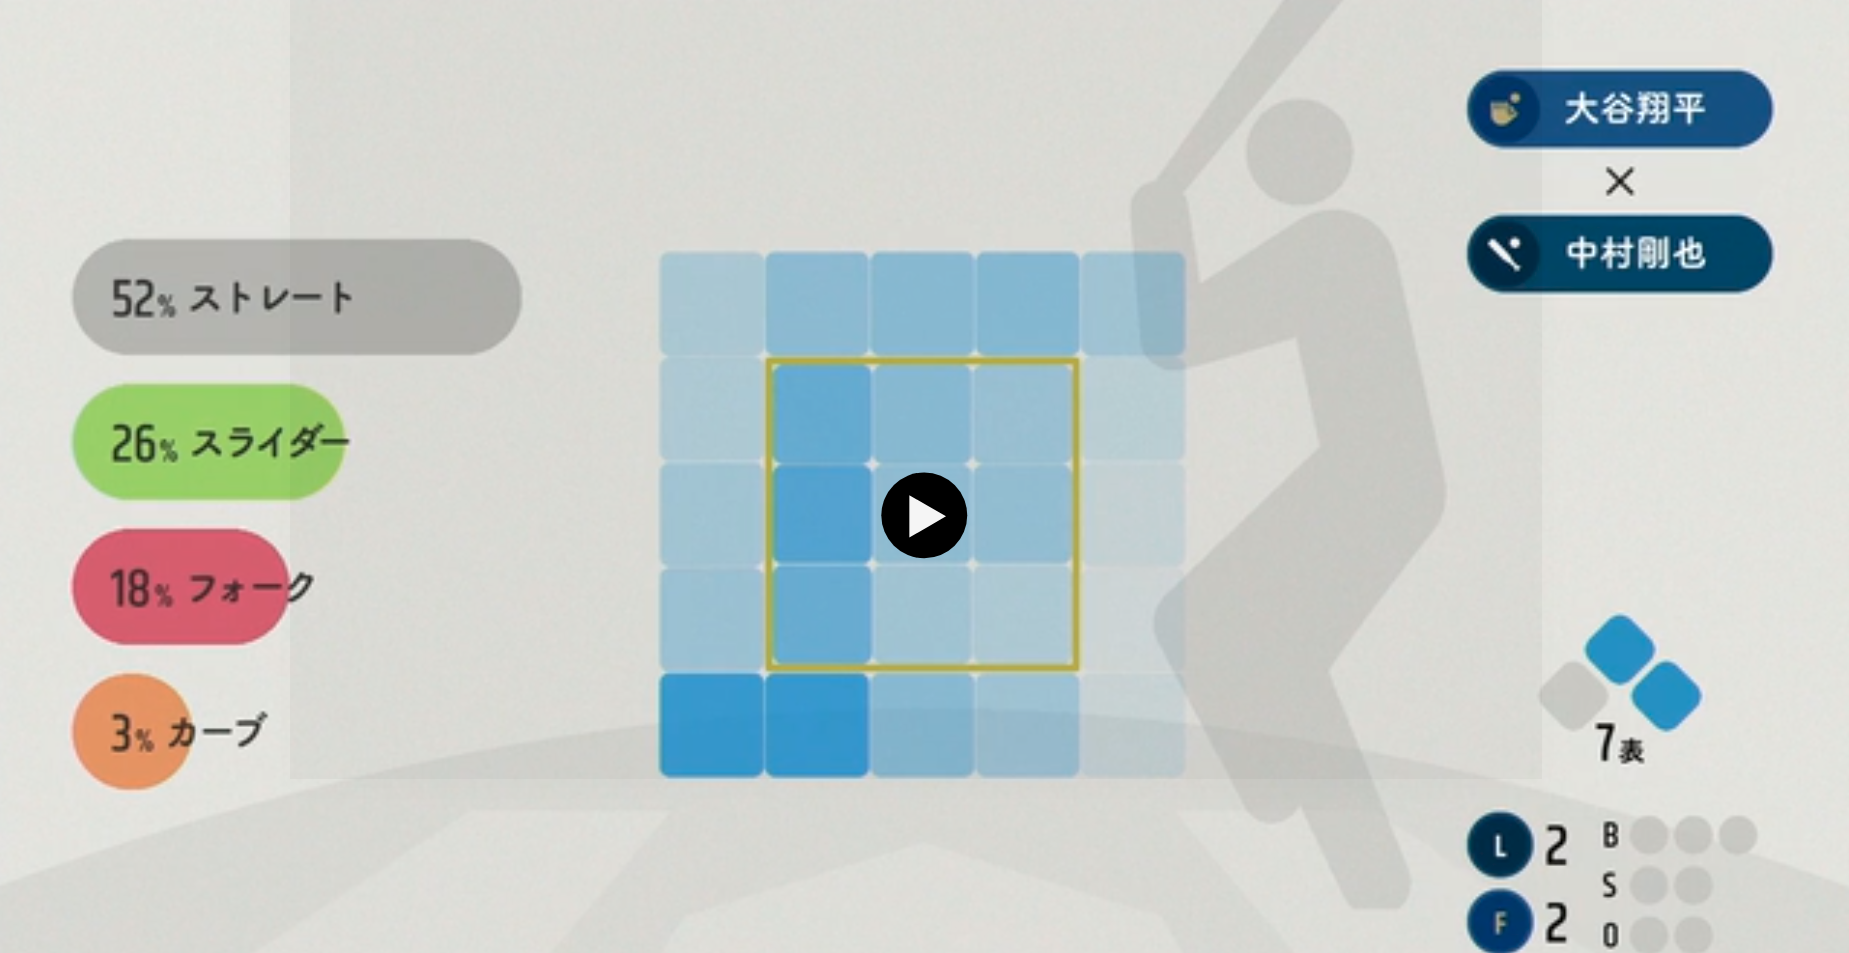 52% ストレート
26% スライダー
18% フォーク
3% カーブ
大谷翔平
×
中村剛也
7表
L 2
F 2
B
S
O